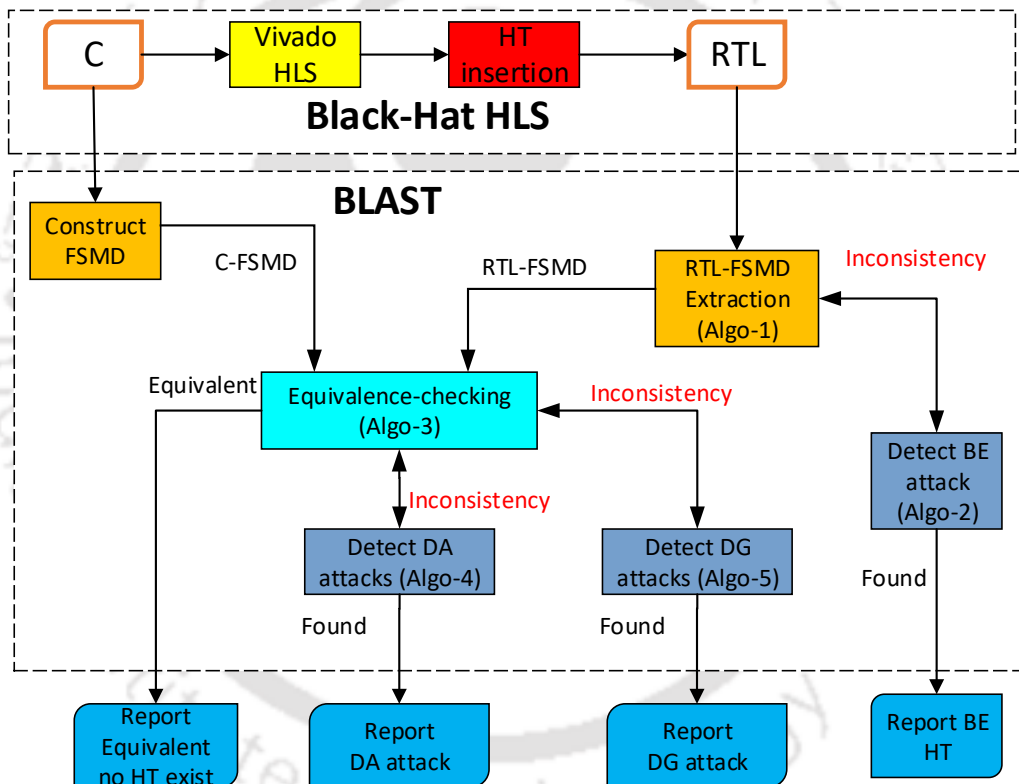 C
Vivado
HLS
HT
insertion
RTL
Black-Hat HLS
BLAST
Construct
FSMD
C-FSMD
RTL-FSMD
RTL-FSMD
Extraction
(Algo-1)
Inconsistency
Equivalent
Equivalence-checking
(Algo-3)
Inconsistency
Detect BE
attack
(Algo-2)
Inconsistency
Detect DA
attacks (Algo-4)
Detect DG
attacks (Algo-5)
Found
Found
Found
Report
Equivalent
no HT exist
Report
DA attack
Report
DG attack
Report BE
HT